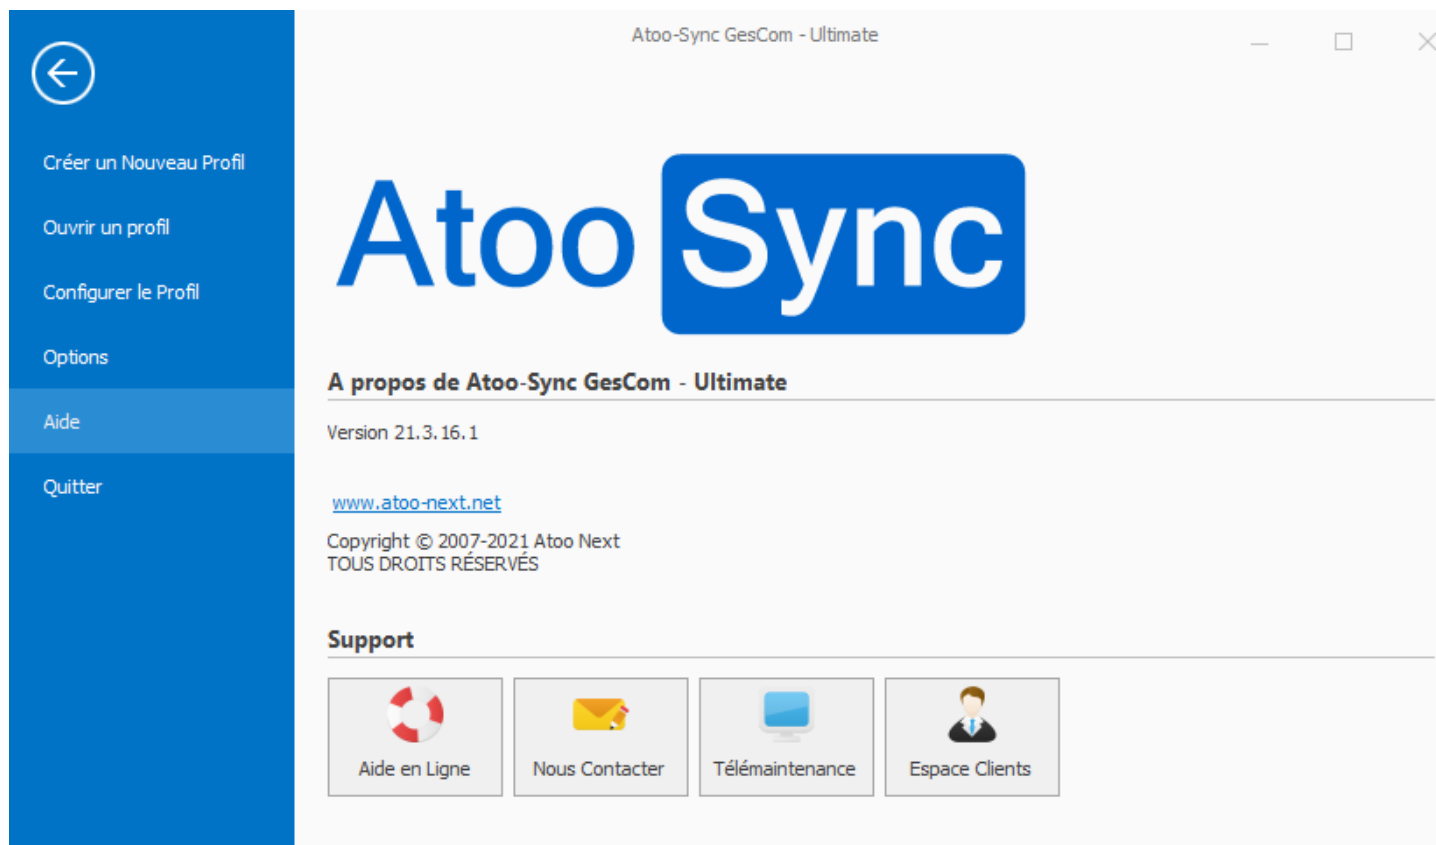 Atoo-Sync GesCom - Ultimate
Créer un Nouveau Profil
Ouvrir un profil
Configurer le Profil
Options
Aide
Quitter
Atoo Sync
A propos de Atoo-Sync GesCom - Ultimate
Version 21.3.16.1
www.atoo-next.net
Copyright © 2007-2021 Atoo Next
TOUS DROITS RÉSERVÉS
Support
Aide en Ligne
Nous Contacter
Télémaintenance
Espace Clients